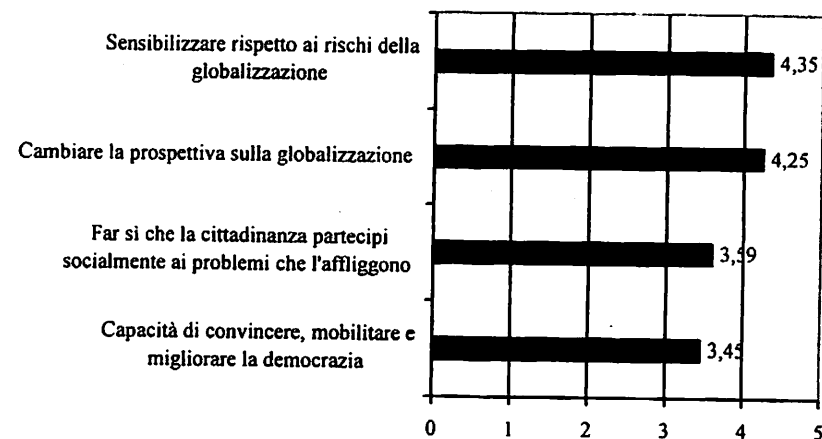 Sensibilizzare rispetto ai rischi della
globalizzazione
4,35
Cambiare la prospettiva sulla globalizzazione
4,25
Far sì che la cittadinanza partecipi
socialmente ai problemi che l'affliggono
3,59
Capacità di convincere, mobilitare e
migliorare la democrazia
3,45
0 1 2 3 4 5